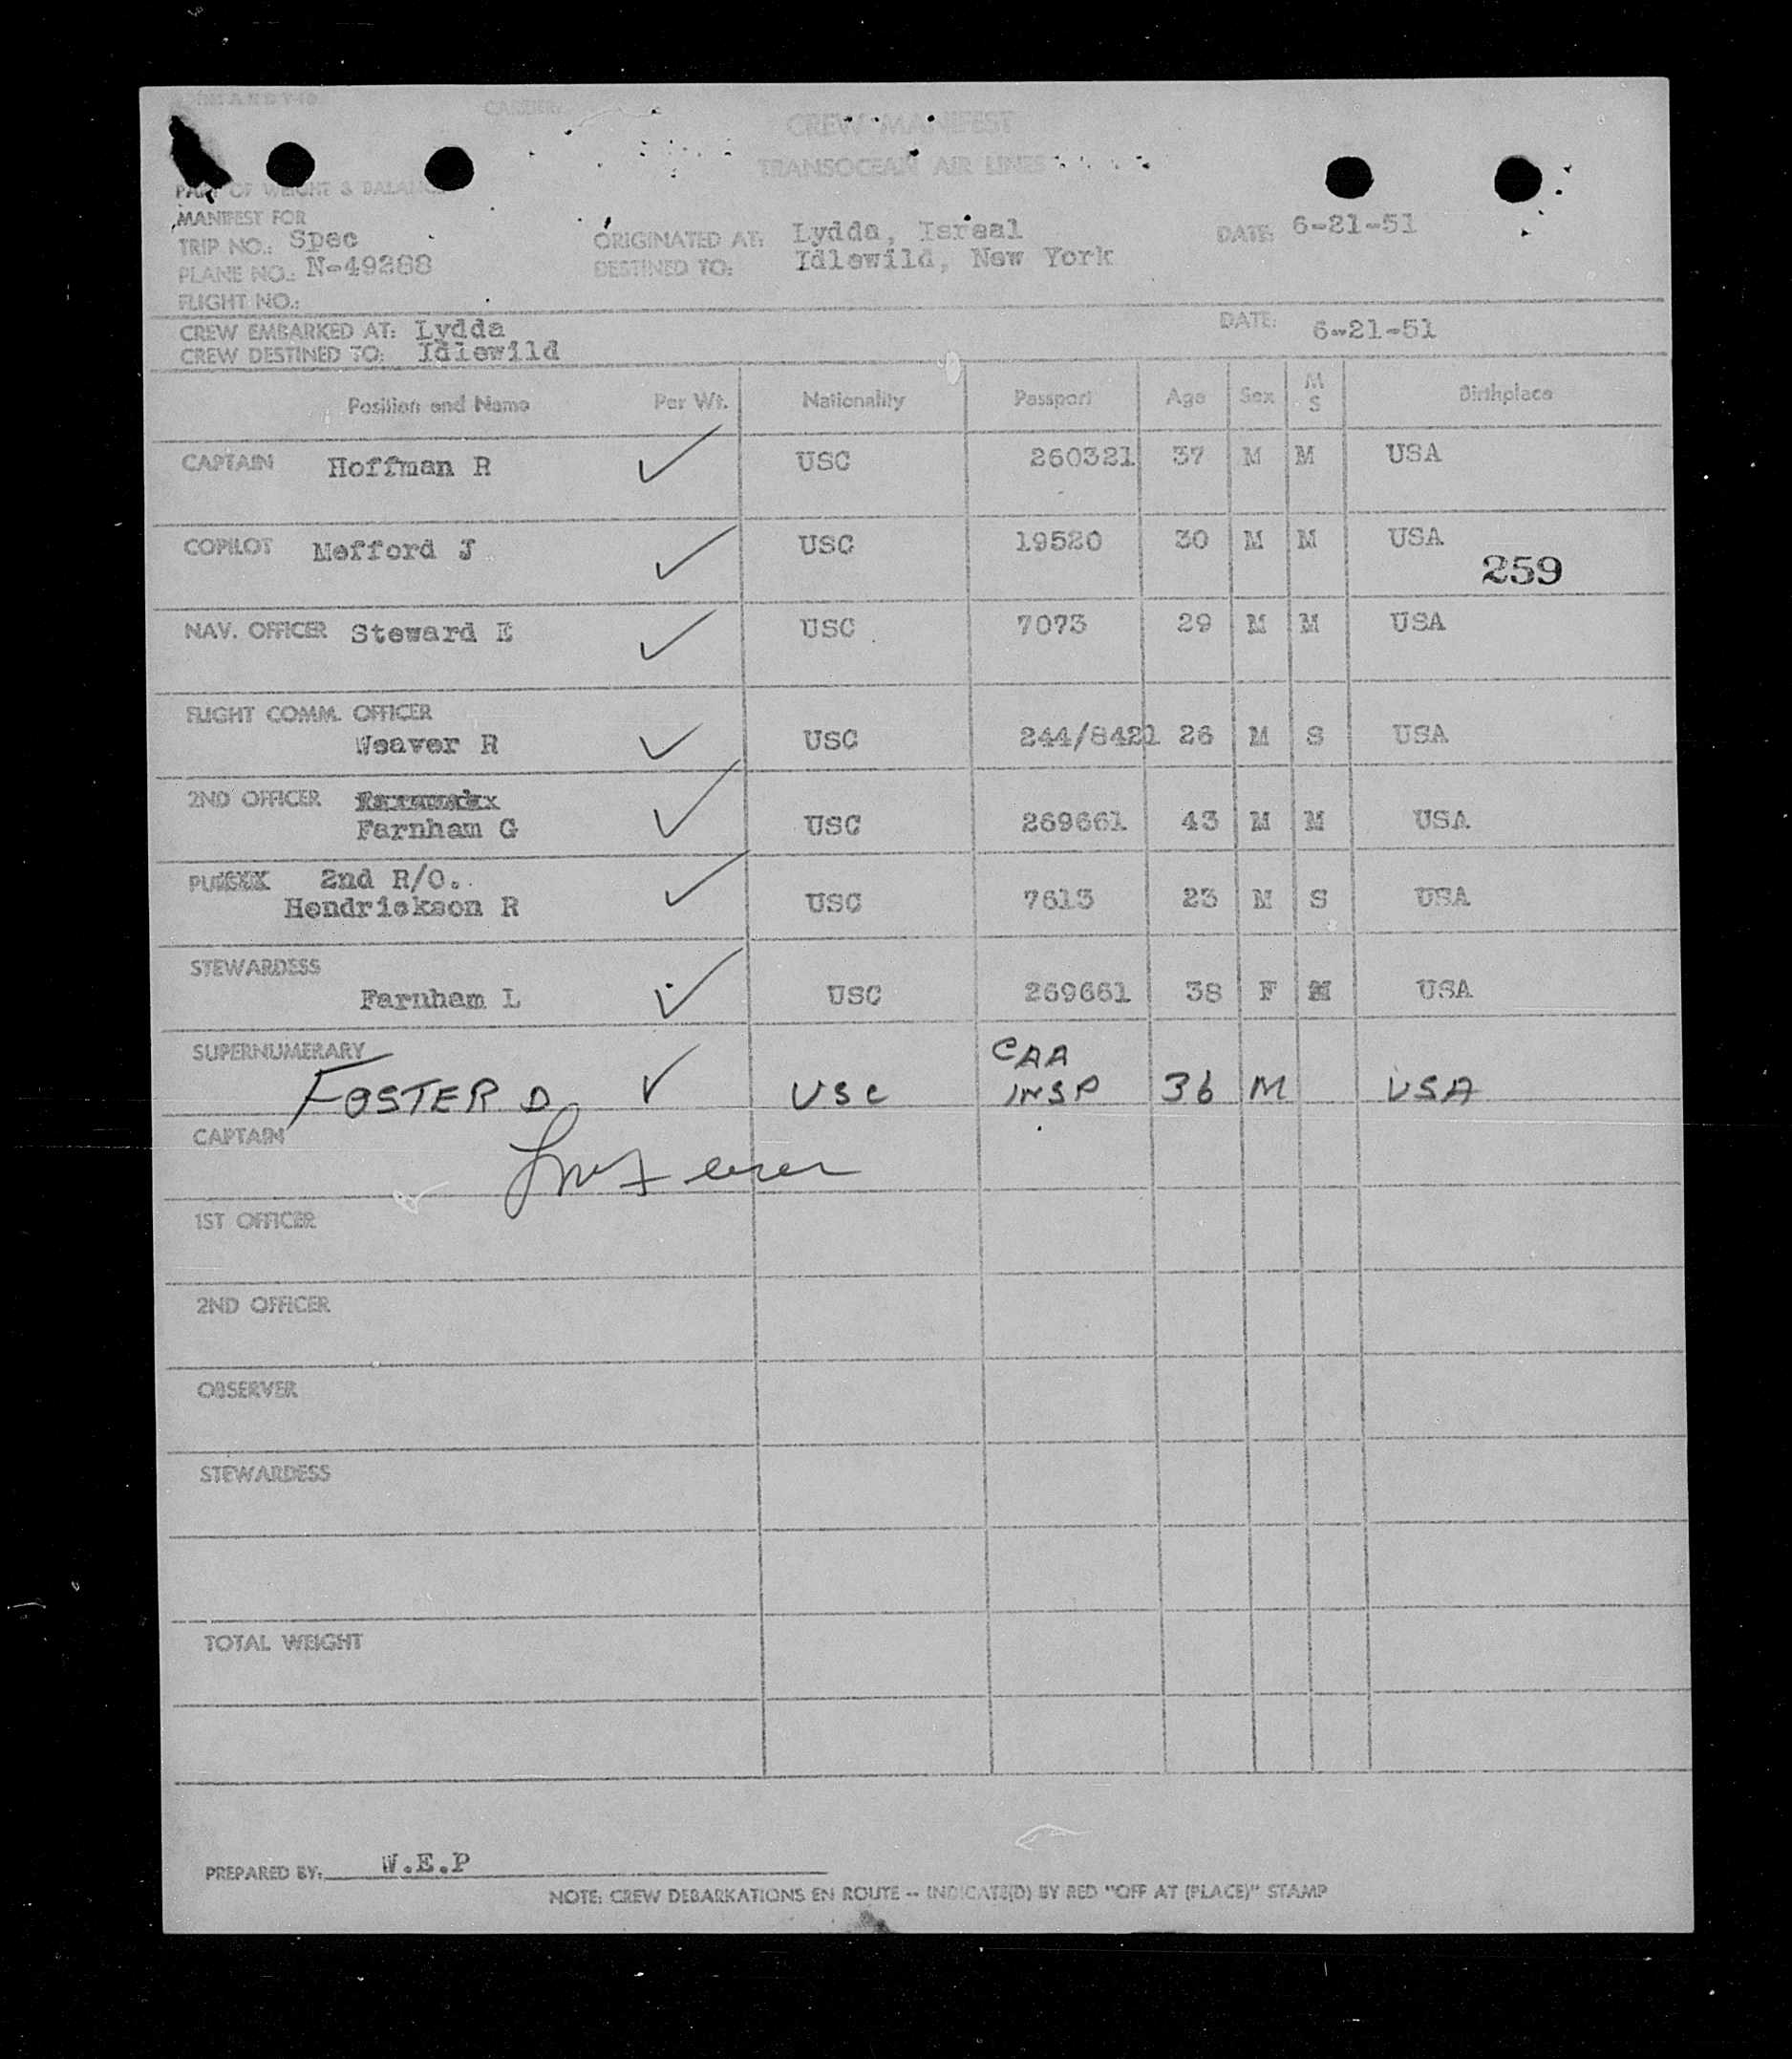 CARRIER:
CREW MANIFEST
TRANSOCEAN AIR LINES
PART OF WEIGHT & BALANCE
MANIFEST FOR
TRIP NO.: Spec ORIGINATED AT: Lydda, Isreal DATE: 6-21-51
PLANE NO.: N-49288 DESTINED TO: Idlewild, New York
FLIGHT NO.:
CREW EMBARKED AT: Lydda DATE: 6-21-51
CREW DESTINED TO: Idlewild
Position and Name Per Wt. Nationality Passport Age Sex M S Birthplace
CAPTAIN Hoffman R ✓ USC 260321 37 M M USA
COPILOT Mefford J ✓ USC 19520 30 M M USA
259
NAV. OFFICER Steward E ✓ USC 7073 29 M M USA
FLIGHT COMM. OFFICER
Weaver R ✓ USC 244/8421 26 M S USA
2ND OFFICER
Farnham G ✓ USC 269661 43 M M USA
2nd R/O.
Hendrickson R ✓ USC 7613 23 M S USA
STEWARDESS
Farnham L ✓ USC 269661 38 F M USA
SUPERNUMERARY CAA
FOSTER D ✓ USC INSP 36 M USA
CAPTAIN
1ST OFFICER
2ND OFFICER
OBSERVER
STEWARDESS
TOTAL WEIGHT
PREPARED BY: W.E.P
NOTE: CREW DEBARKATIONS EN ROUTE -- INDICATE(D) BY RED "OFF AT (PLACE)" STAMP